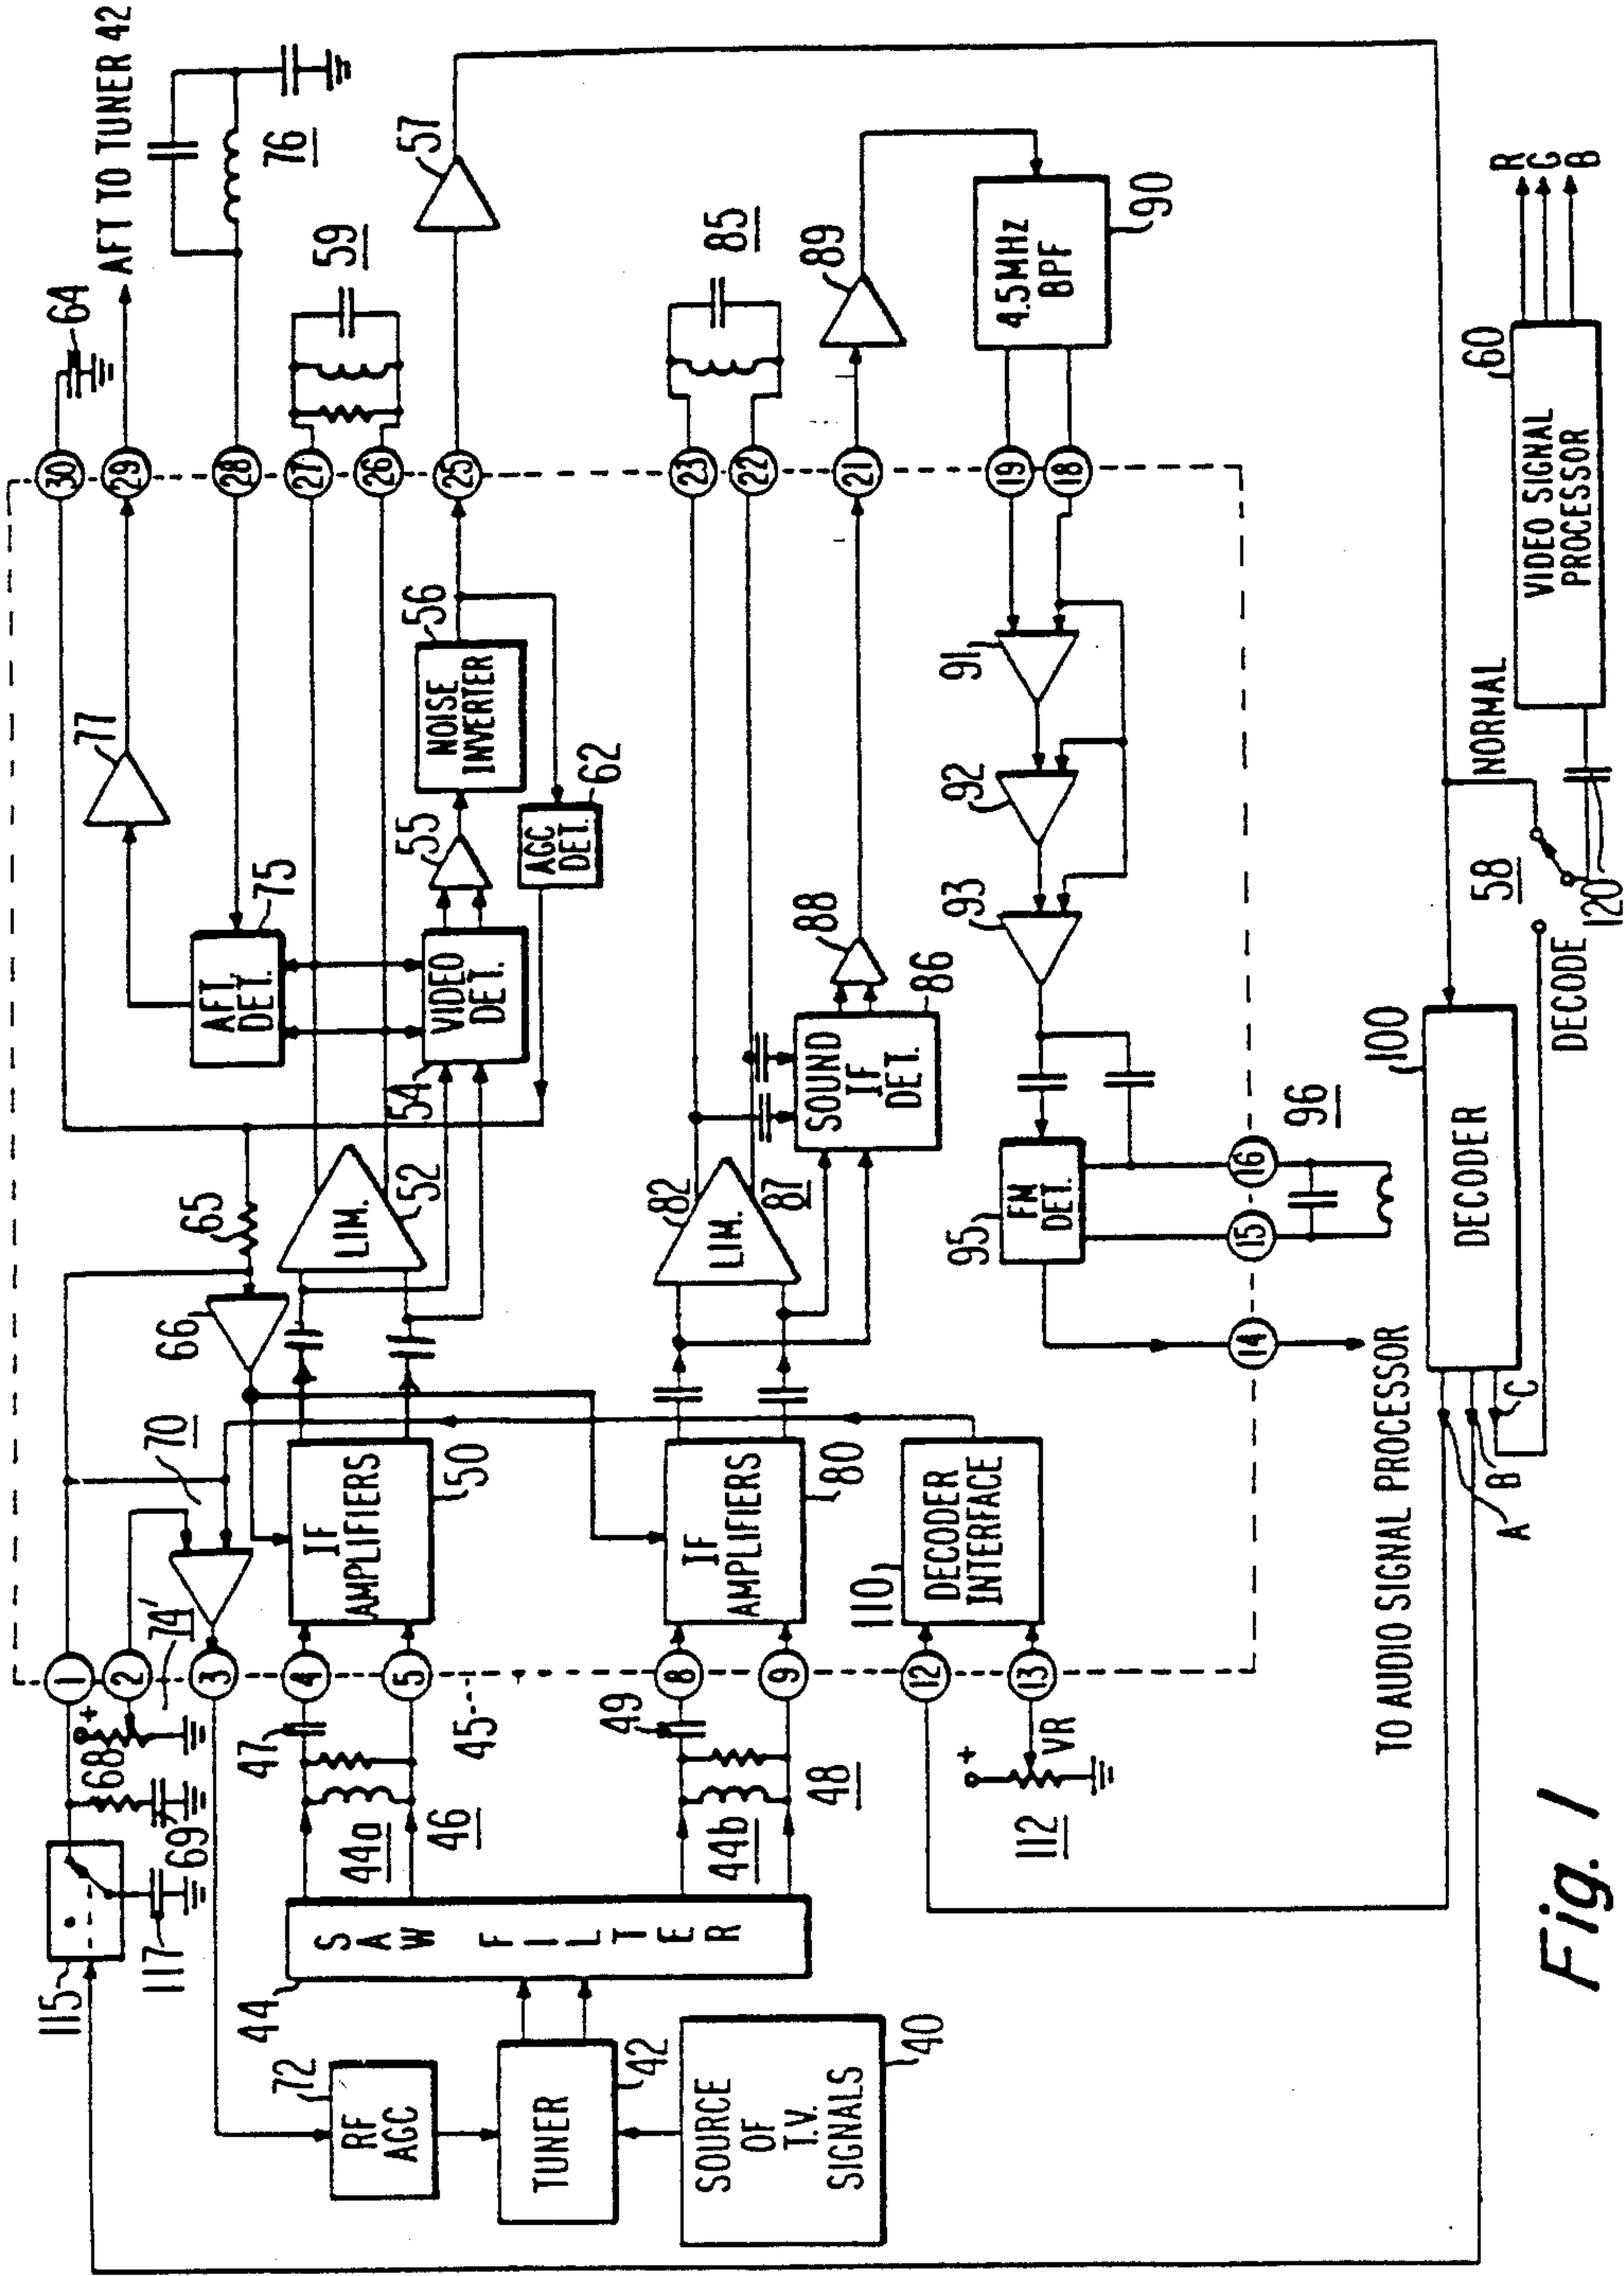 AFT TO TUNER 42
30
64
29
28
76
27
59
26
25
57
23
85
22
21
89
4.5MHz
BPF
90
19
18
77
75
AFT
DET.
VIDEO
DET.
54
55
NOISE
INVERTER
56
AGC
DET.
62
65
66
LIM.
52
82
LIM.
87
SOUND
IF
DET.
86
88
91
92
93
95
FM
DET.
96
16
15
14
TO AUDIO SIGNAL PROCESSOR
70
74'
IF
AMPLIFIERS
50
IF
AMPLIFIERS
80
110
DECODER
INTERFACE
1
2
3
4
5
8
9
12
13
45
68
69
115
117
47
49
44a
46
44b
48
+
+
VR
112
44
SAW FILTER
72
RF
AGC
TUNER
42
SOURCE
OF
T.V.
SIGNALS
40
100
DECODER
A
B
C
DECODE
NORMAL
58
120
60
VIDEO SIGNAL
PROCESSOR
R
G
B
Fig. 1